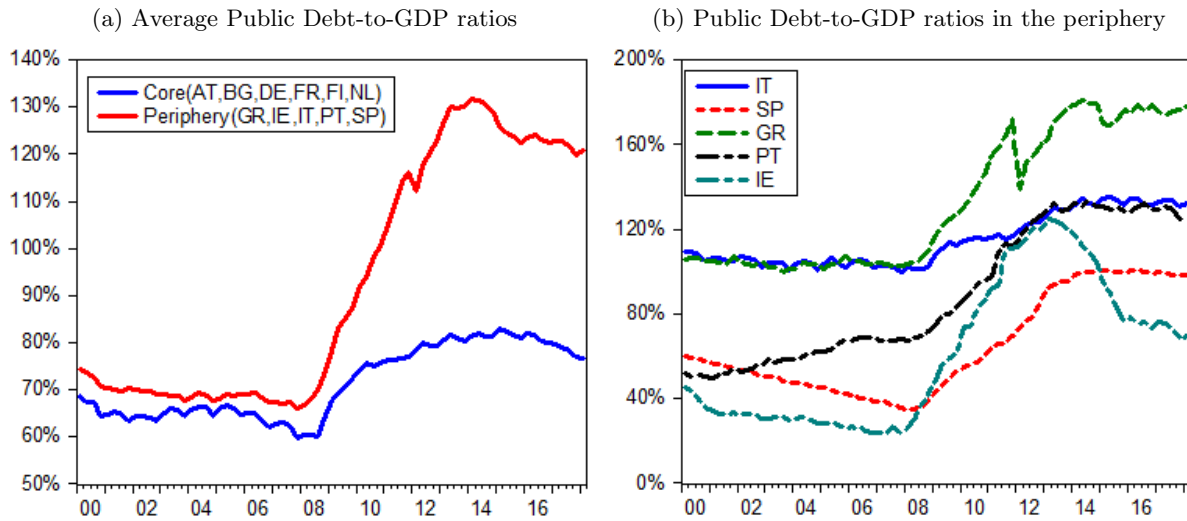 (a) Average Public Debt-to-GDP ratios
140%
130%
120%
110%
100%
90%
80%
70%
60%
50%
Core(AT,BG,DE,FR,FI,NL)
Periphery(GR,IE,IT,PT,SP)
00 02 04 06 08 10 12 14 16
(b) Public Debt-to-GDP ratios in the periphery
200%
160%
120%
80%
40%
0%
IT
SP
GR
PT
IE
00 02 04 06 08 10 12 14 16